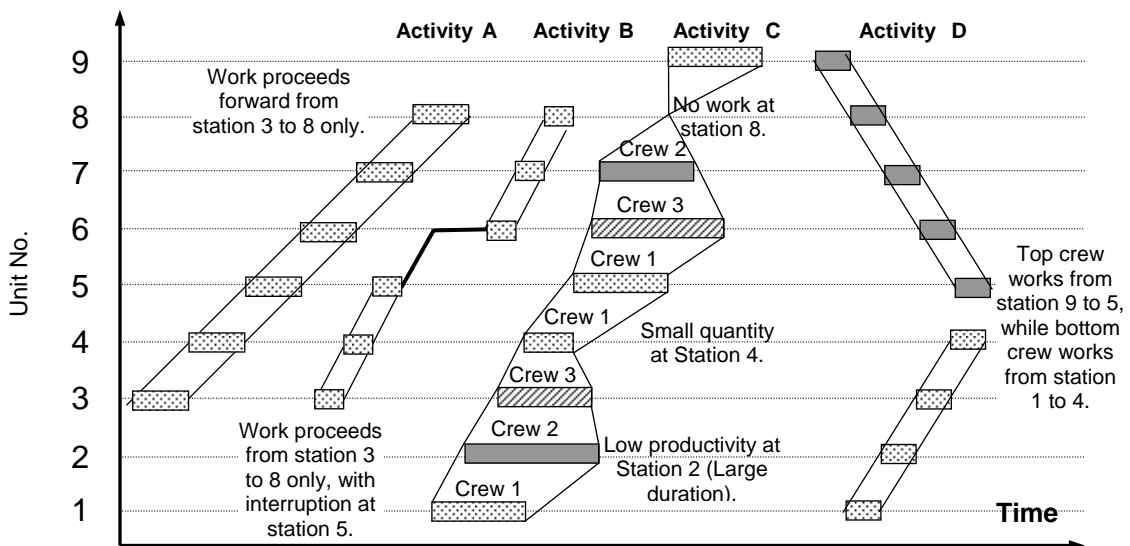 Activity A
Activity B
Activity C
Activity D
Unit No.
9
8
7
6
5
4
3
2
1
Work proceeds
forward from
station 3 to 8 only.
Work proceeds
from station 3
to 8 only, with
interruption at
station 5.
No work at
station 8.
Crew 2
Crew 3
Crew 1
Crew 1
Small quantity
at Station 4.
Crew 3
Crew 2
Low productivity at
Station 2 (Large
duration).
Crew 1
Top crew
works from
station 9 to 5,
while bottom
crew works
from station
1 to 4.
Time